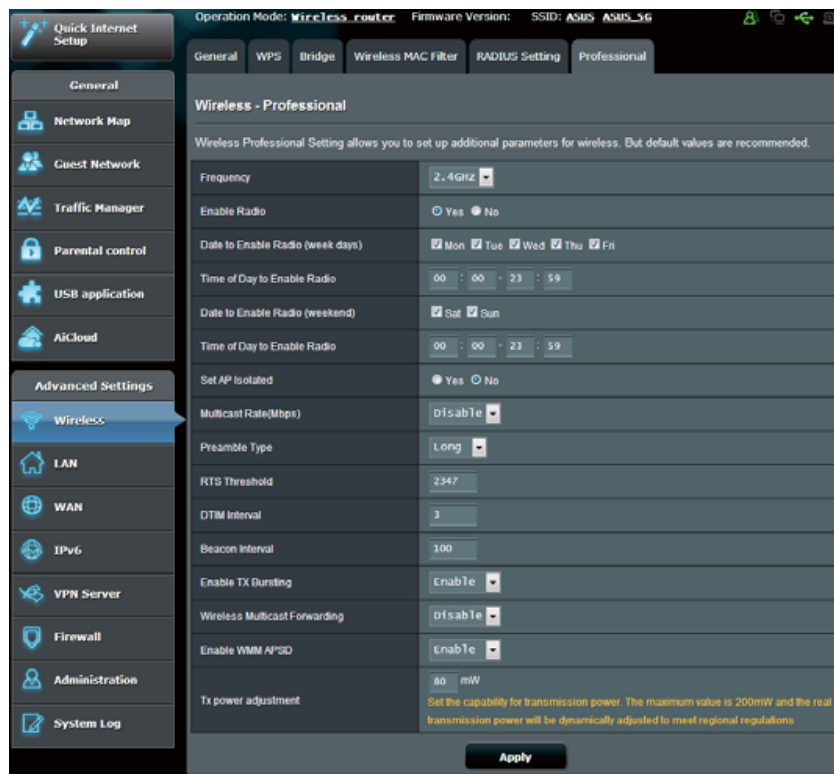 Operation Mode: Wireless router Firmware Version: SSID: ASUS ASUS_5G
Quick Internet
Setup
General
Network Map
Guest Network
Traffic Manager
Parental control
USB application
AiCloud
Advanced Settings
Wireless
LAN
WAN
IPv6
VPN Server
Firewall
Administration
System Log
General WPS Bridge Wireless MAC Filter RADIUS Setting Professional
Wireless - Professional
Wireless Professional Setting allows you to set up additional parameters for wireless. But default values are recommended.
Frequency 2.4GHz
Enable Radio Yes No
Date to Enable Radio (week days) Mon Tue Wed Thu Fri
Time of Day to Enable Radio 00 : 00 - 23 : 59
Date to Enable Radio (weekend) Sat Sun
Time of Day to Enable Radio 00 : 00 - 23 : 59
Set AP Isolated Yes No
Multicast Rate(Mbps) Disable
Preamble Type Long
RTS Threshold 2347
DTIM Interval 3
Beacon Interval 100
Enable TX Bursting Enable
Wireless Multicast Forwarding Disable
Enable WMM APSD Enable
Tx power adjustment 80 mW
Set the capability for transmission power. The maximum value is 200mW and the real
transmission power will be dynamically adjusted to meet regional regulations
Apply